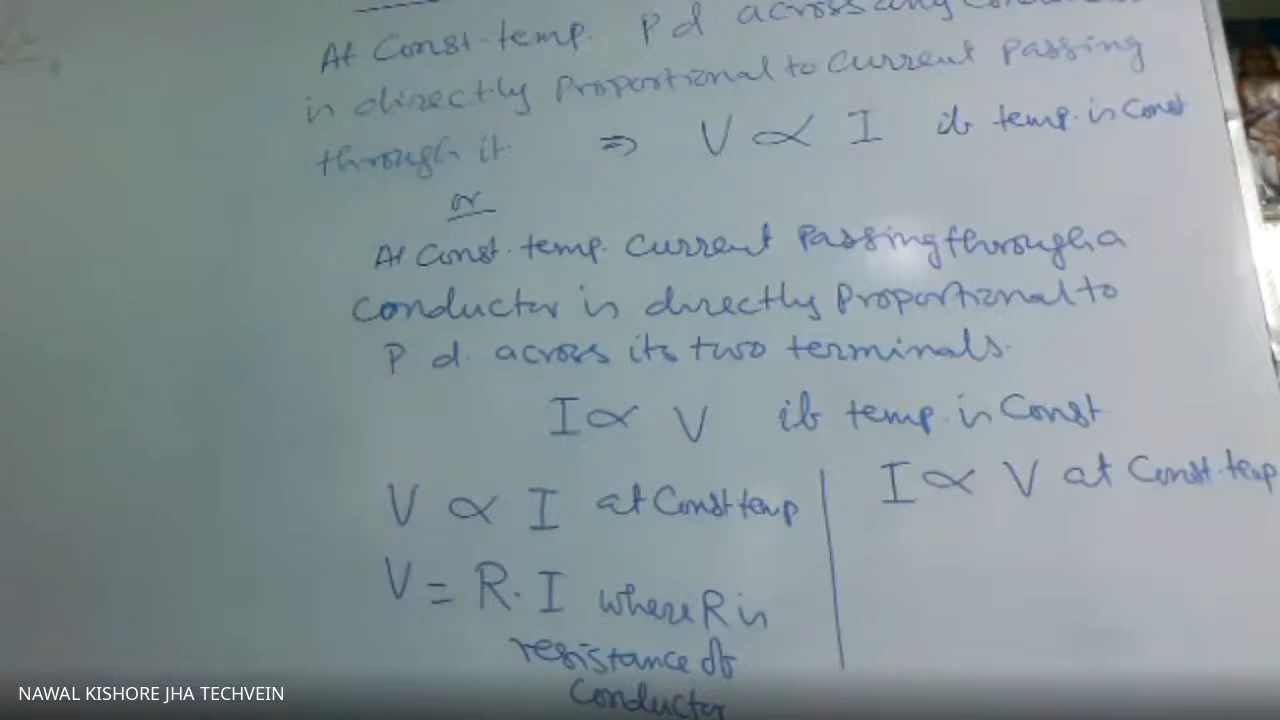 At Const. temp. P d across any
is directly Proportional to Current Passing
through it ⇒ V ∝ I if temp. is Const
or
At Const. temp. Current Passing through a
Conductor is directly Proportional to
P d. across its two terminals.
I ∝ V if temp. is Const
V ∝ I at Const temp
V = R. I where R is
resistance of
Conductor
I ∝ V at Const. temp
NAWAL KISHORE JHA TECHVEIN